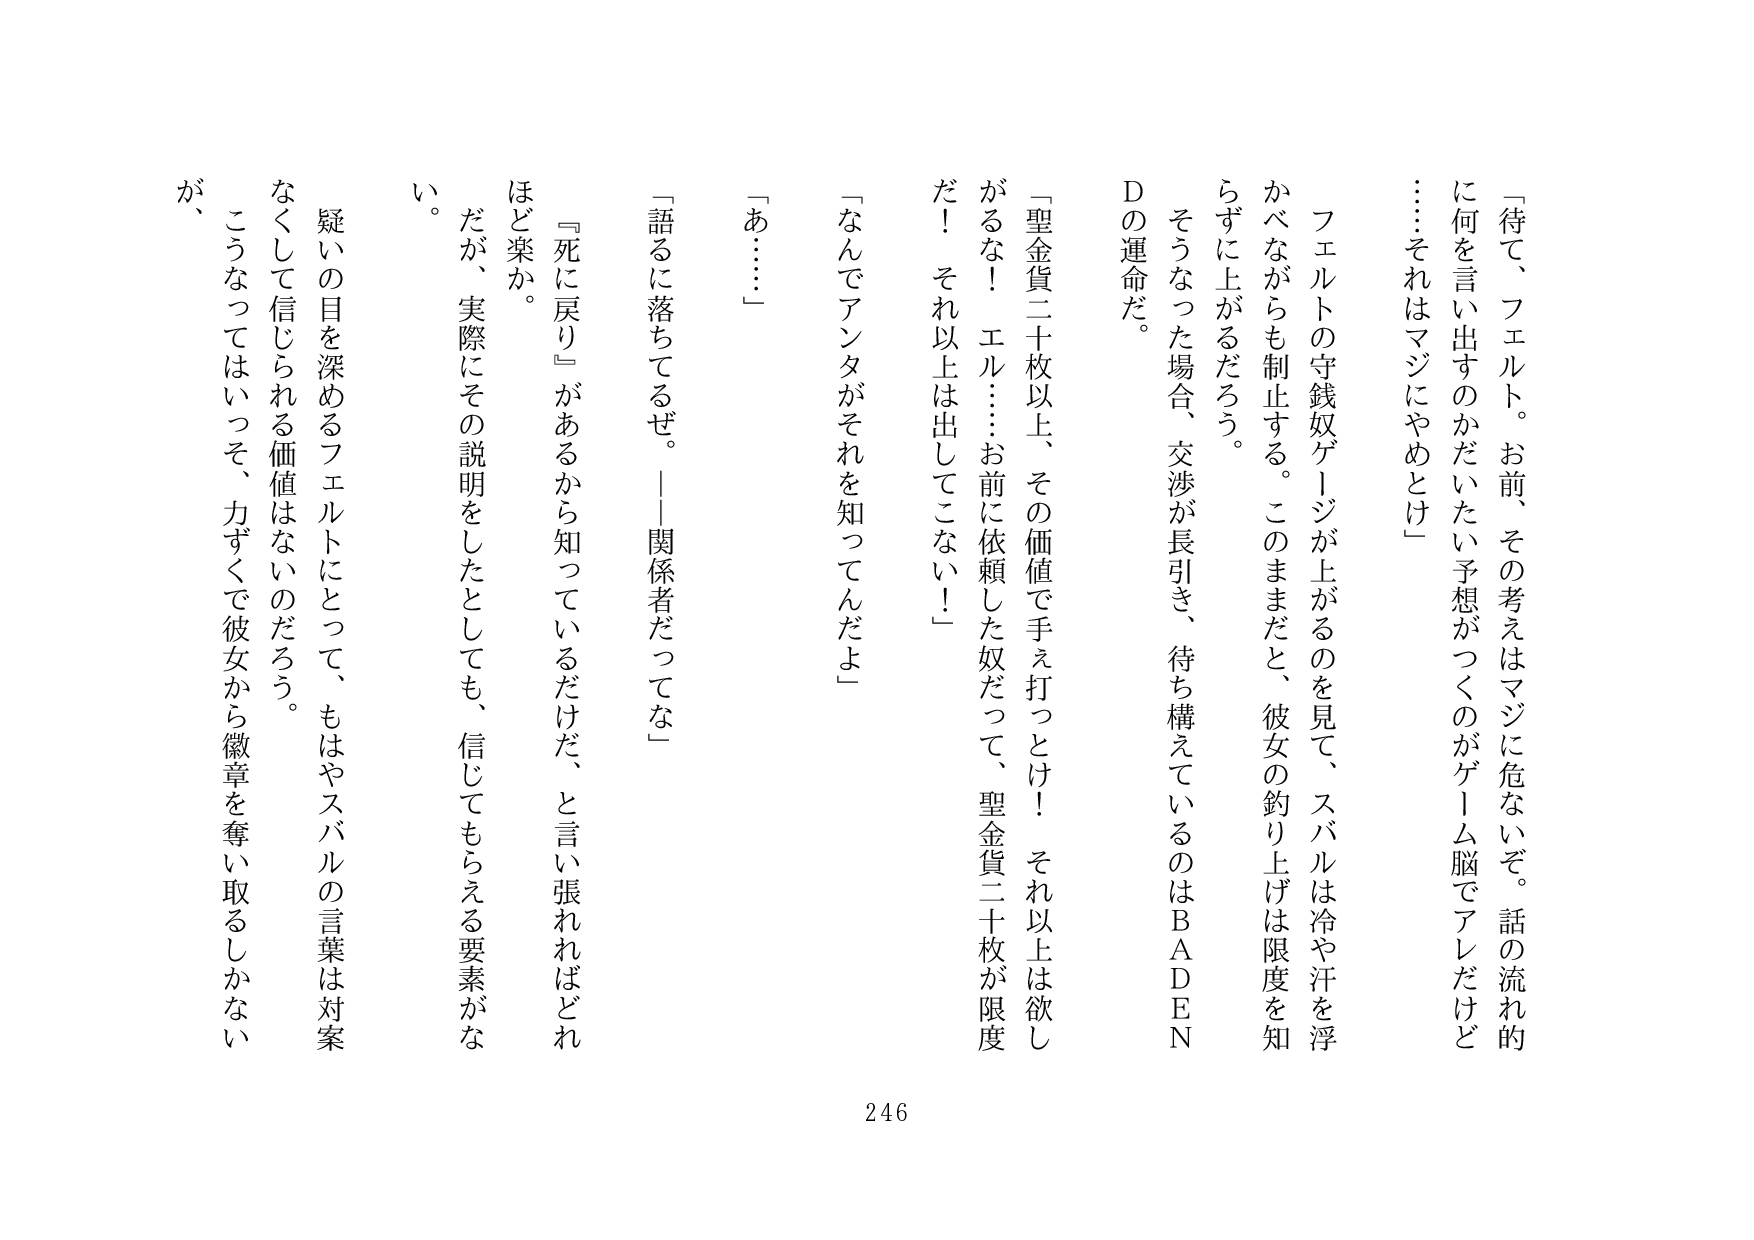 「待て、フェルト。お前、その考えはマジに危ないぞ。話の流れ的
に何を言い出すのかだいたい予想がつくのがゲーム脳でアレだけど
……それはマジにやめとけ」
　フェルトの守銭奴ゲージが上がるのを見て、スバルは冷や汗を浮
かべながらも制止する。このままだと、彼女の釣り上げは限度を知
らずに上がるだろう。
　そうなった場合、交渉が長引き、待ち構えているのはＢＡＤＥＮ
Ｄの運命だ。
「聖金貨二十枚以上、その価値で手ぇ打っとけ！　それ以上は欲し
がるな！　エル……お前に依頼した奴だって、聖金貨二十枚が限度
だ！　それ以上は出してこない！」
「なんでアンタがそれを知ってんだよ」
「あ……」
「語るに落ちてるぜ。――関係者だってな」
　『死に戻り』があるから知っているだけだ、と言い張れればどれ
ほど楽か。
　だが、実際にその説明をしたとしても、信じてもらえる要素がな
い。
　疑いの目を深めるフェルトにとって、もはやスバルの言葉は対案
なくして信じられる価値はないのだろう。
　こうなってはいっそ、力ずくで彼女から徽章を奪い取るしかない
が、
246